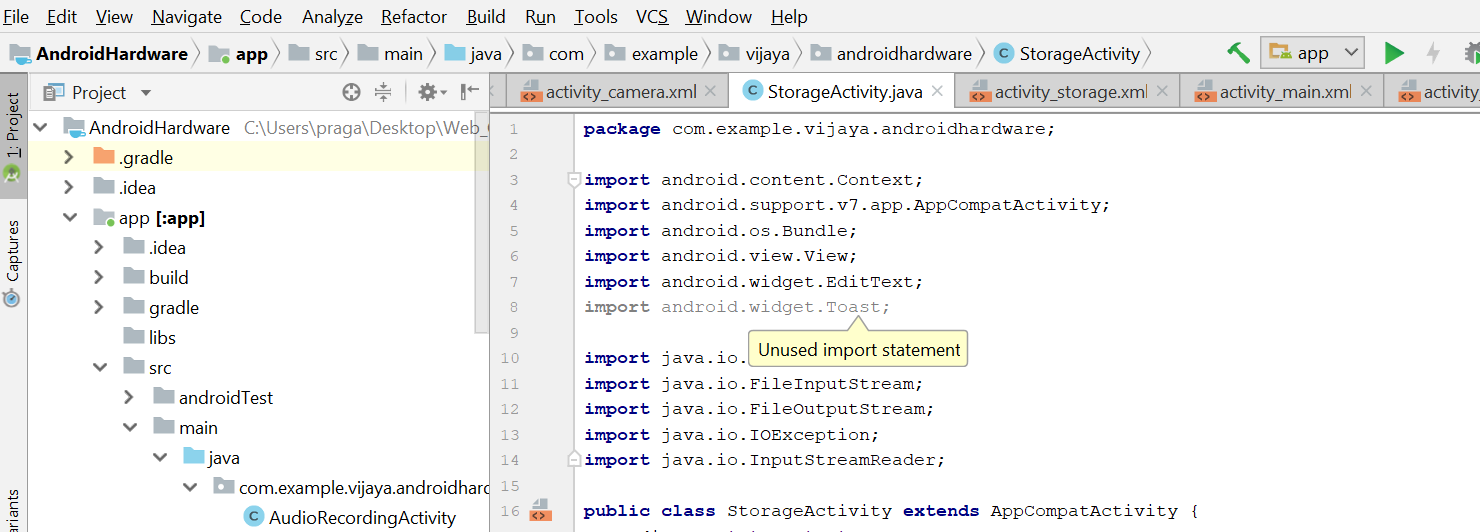 File Edit View Navigate Code Analyze Refactor Build Run Tools VCS Window Help
AndroidHardware app src main java com example vijaya androidhardware StorageActivity app
Project
activity_camera.xml StorageActivity.java activity_storage.xml activity_main.xml activity_
1: Project
Captures
AndroidHardware C:\Users\praga\Desktop\Web_
.gradle
.idea
app [:app]
.idea
build
gradle
libs
src
androidTest
main
java
com.example.vijaya.androidhard
AudioRecordingActivity
1 package com.example.vijaya.androidhardware;
2
3 import android.content.Context;
4 import android.support.v7.app.AppCompatActivity;
5 import android.os.Bundle;
6 import android.view.View;
7 import android.widget.EditText;
8 import android.widget.Toast;
9
Unused import statement
10 import java.io.
11 import java.io.FileInputStream;
12 import java.io.FileOutputStream;
13 import java.io.IOException;
14 import java.io.InputStreamReader;
15
16 public class StorageActivity extends AppCompatActivity {